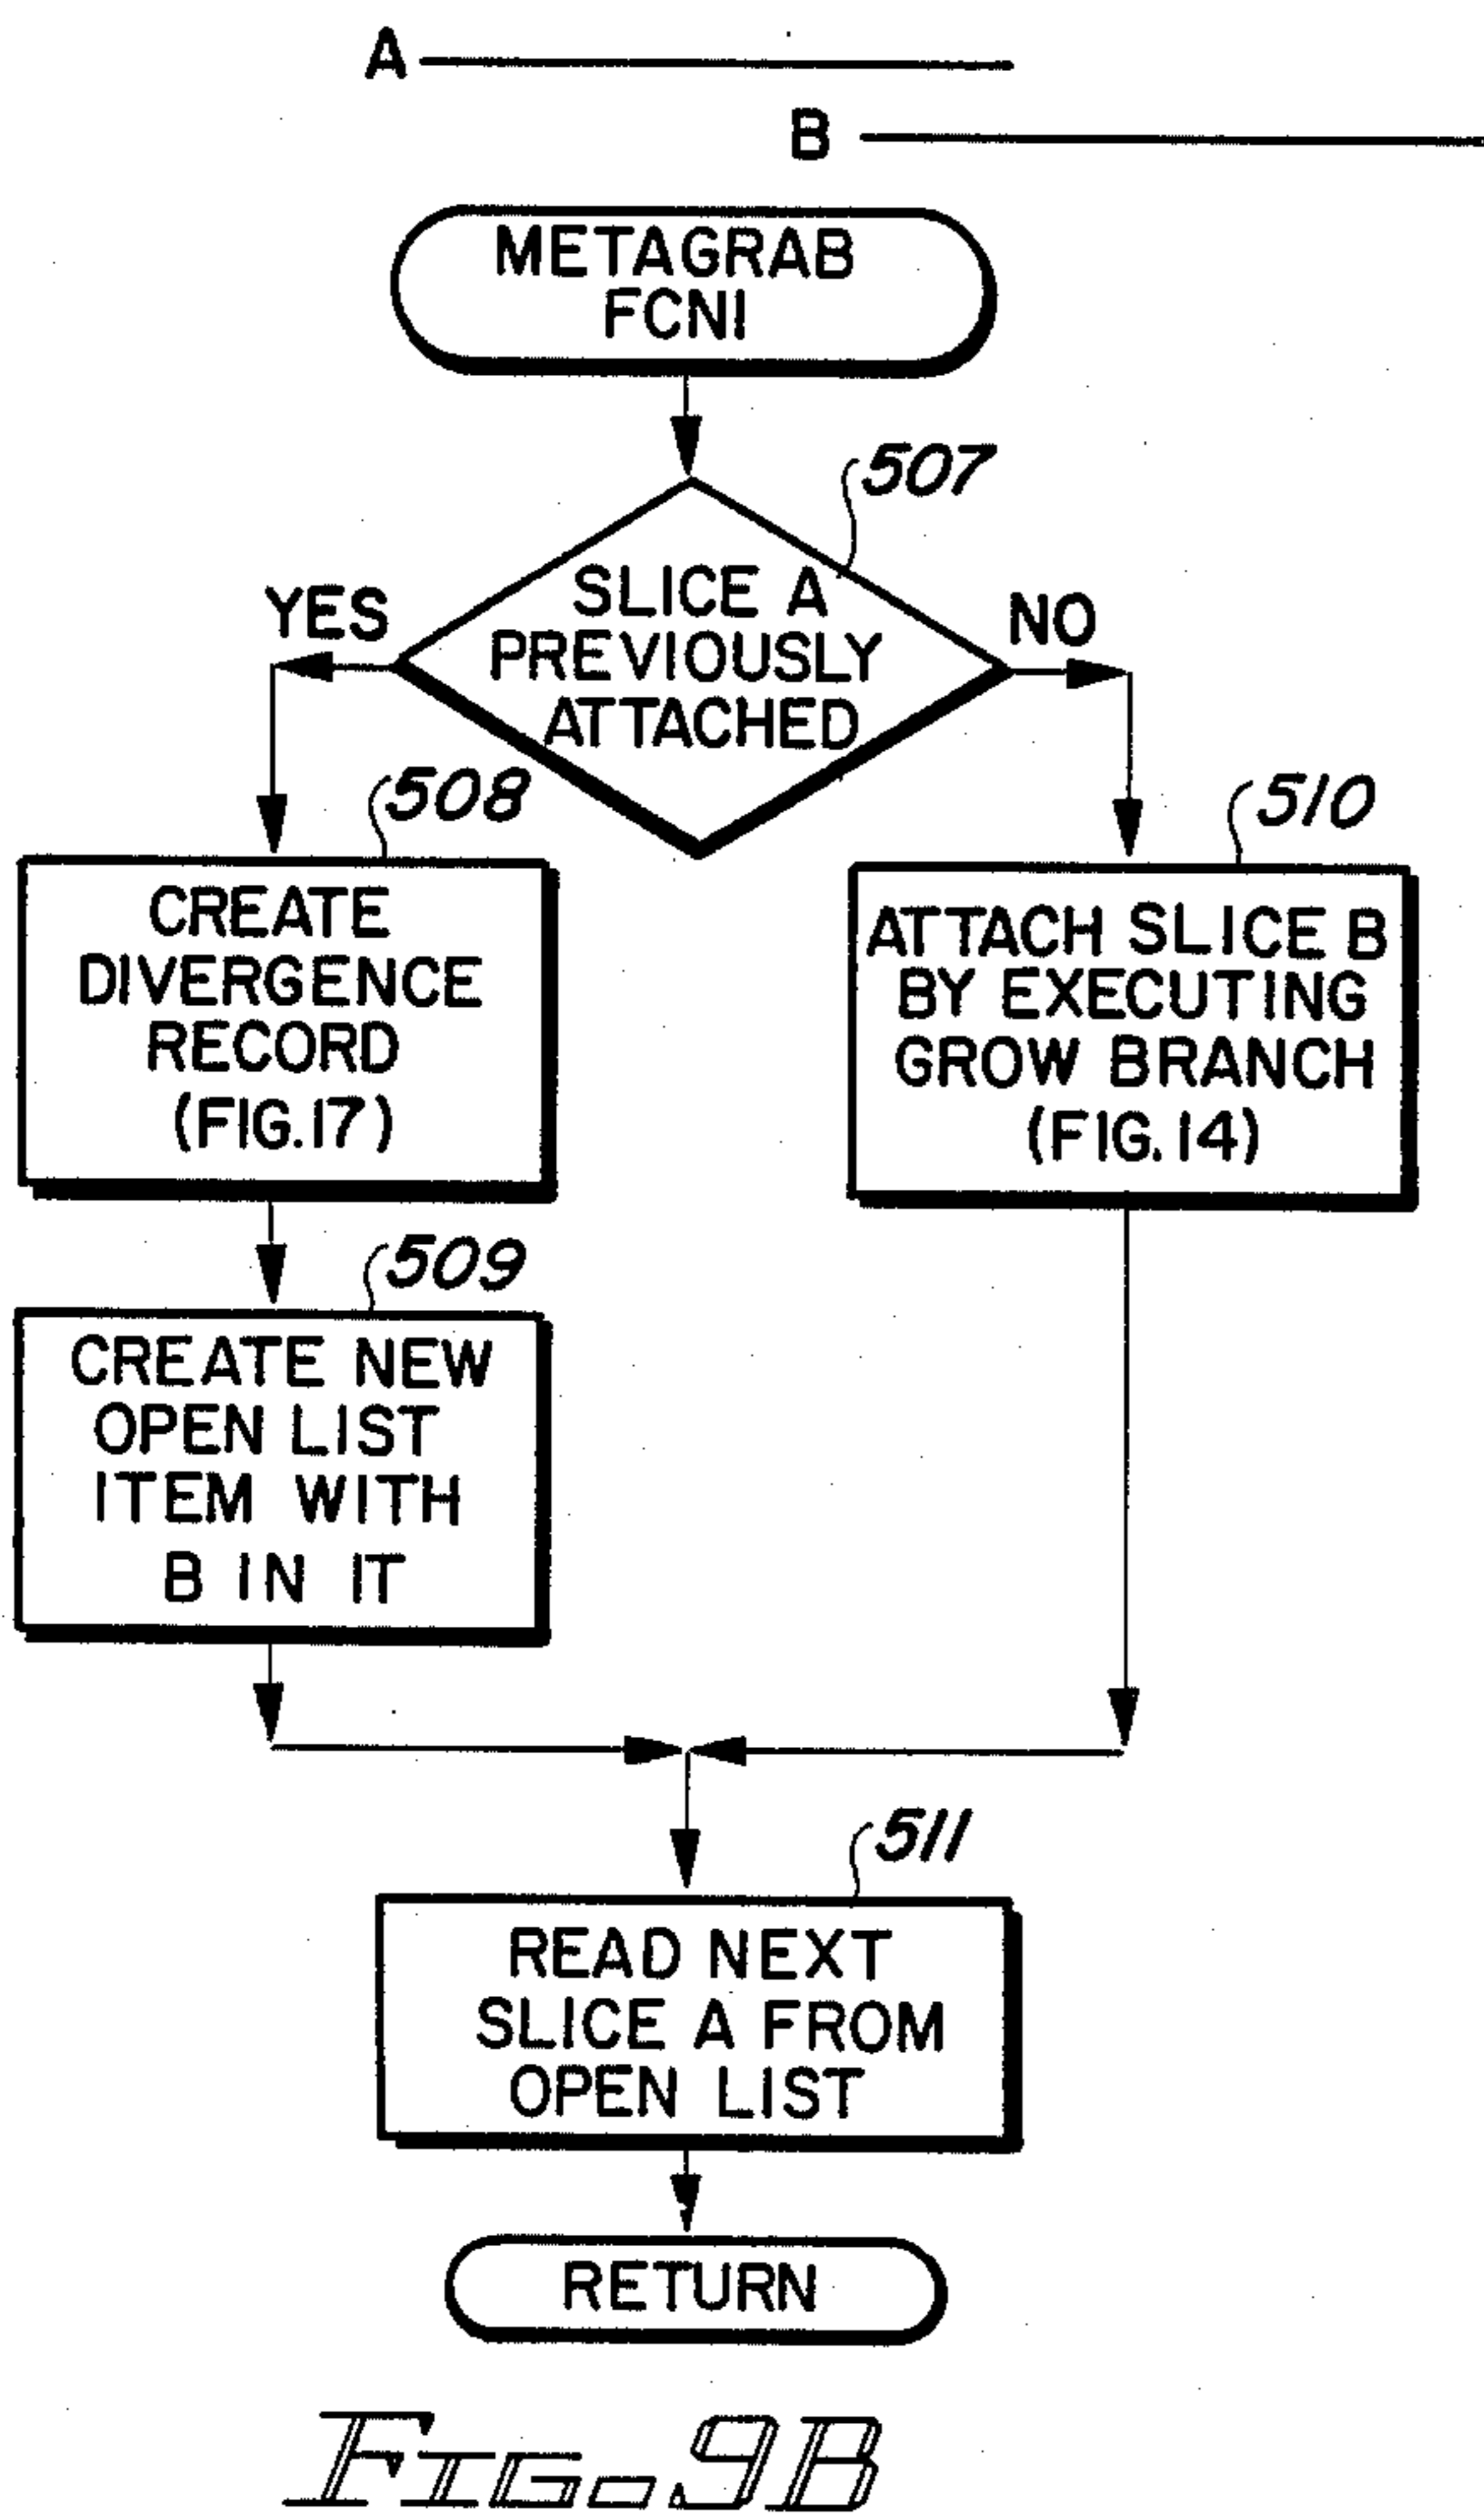 A
B
METAGRAB
FCN1
507
SLICE A
PREVIOUSLY
ATTACHED
YES
NO
508
CREATE
DIVERGENCE
RECORD
(FIG.17)
510
ATTACH SLICE B
BY EXECUTING
GROW BRANCH
(FIG.14)
509
CREATE NEW
OPEN LIST
ITEM WITH
B IN IT
511
READ NEXT
SLICE A FROM
OPEN LIST
RETURN
FIG. 9B